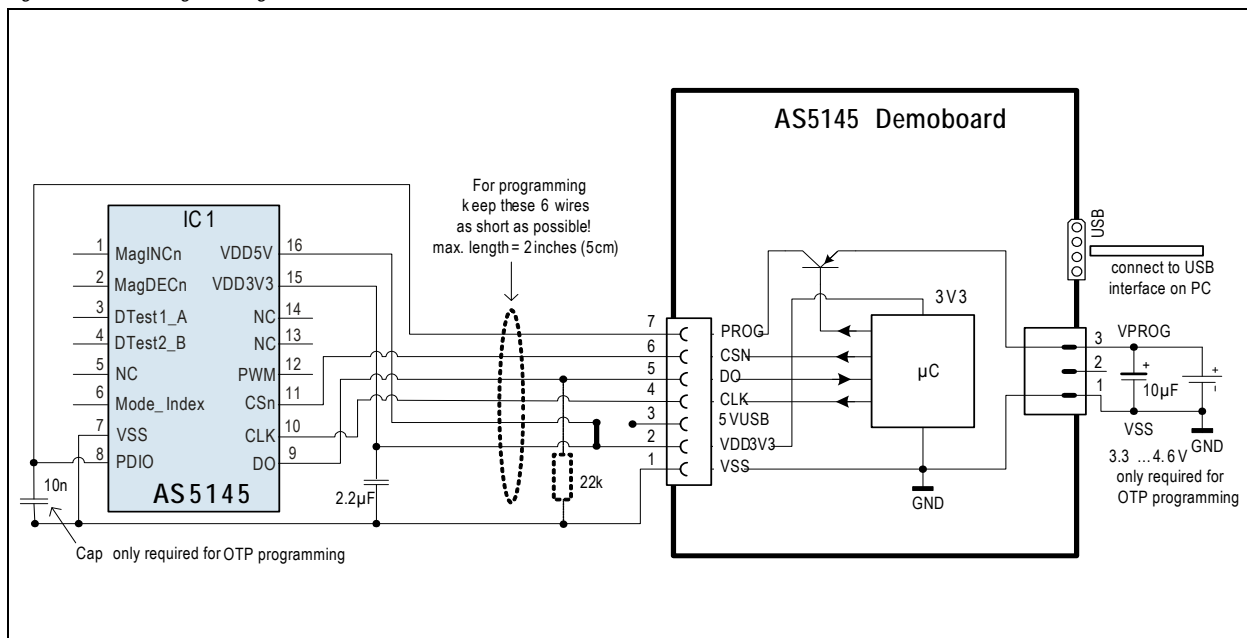 AS5145 Demoboard
For programming
keep these 6 wires
as short as possible!
max. length = 2 inches (5cm)
IC1
1 MagINCn
2 MagDECn
3 DTest1_A
4 DTest2_B
5 NC
6 Mode_Index
7 VSS
8 PDIO
VDD5V 16
VDD3V3 15
NC 14
NC 13
PWM 12
CSn 11
CLK 10
DO 9
AS5145
10n
Cap only required for OTP programming
2.2µF
22k
7 PROG
6 CSN
5 DO
4 CLK
3 5VUSB
2 VDD3V3
1 VSS
3V3
µC
GND
USB
connect to USB
interface on PC
3 VPROG
2
1
+
10µF
+
-
VSS
GND
3.3 ...4.6V
only required for
OTP programming